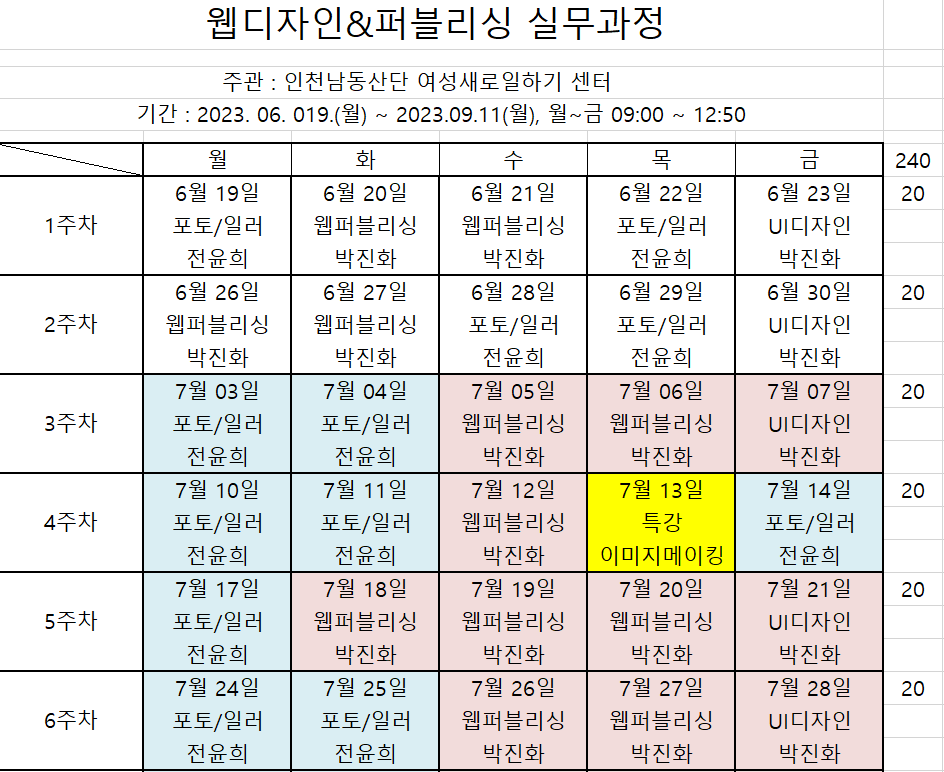 웹디자인&퍼블리싱 실무과정
주관 : 인천남동산단 여성새로일하기 센터
기간 : 2023. 06. 019.(월) ~ 2023.09.11(월), 월~금 09:00 ~ 12:50
월 화 수 목 금 240
6월 19일 6월 20일 6월 21일 6월 22일 6월 23일 20
1주차 포토/일러 웹퍼블리싱 웹퍼블리싱 포토/일러 UI디자인
전윤희 박진화 박진화 전윤희 박진화
6월 26일 6월 27일 6월 28일 6월 29일 6월 30일 20
2주차 웹퍼블리싱 웹퍼블리싱 포토/일러 포토/일러 UI디자인
박진화 박진화 전윤희 전윤희 박진화
7월 03일 7월 04일 7월 05일 7월 06일 7월 07일 20
3주차 포토/일러 포토/일러 웹퍼블리싱 웹퍼블리싱 UI디자인
전윤희 전윤희 박진화 박진화 박진화
7월 10일 7월 11일 7월 12일 7월 13일 7월 14일 20
4주차 포토/일러 포토/일러 웹퍼블리싱 특강 포토/일러
전윤희 전윤희 박진화 이미지메이킹 전윤희
7월 17일 7월 18일 7월 19일 7월 20일 7월 21일 20
5주차 포토/일러 웹퍼블리싱 웹퍼블리싱 웹퍼블리싱 UI디자인
전윤희 박진화 박진화 박진화 박진화
7월 24일 7월 25일 7월 26일 7월 27일 7월 28일 20
6주차 포토/일러 포토/일러 웹퍼블리싱 웹퍼블리싱 UI디자인
전윤희 전윤희 박진화 박진화 박진화